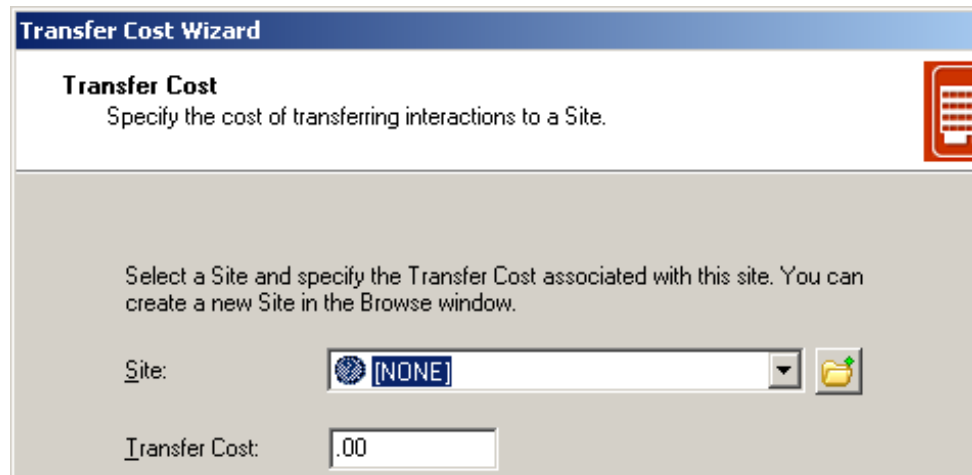 Transfer Cost Wizard
Transfer Cost
Specify the cost of transferring interactions to a Site.
Select a Site and specify the Transfer Cost associated with this site. You can
create a new Site in the Browse window.
Site: [NONE]
Transfer Cost: .00